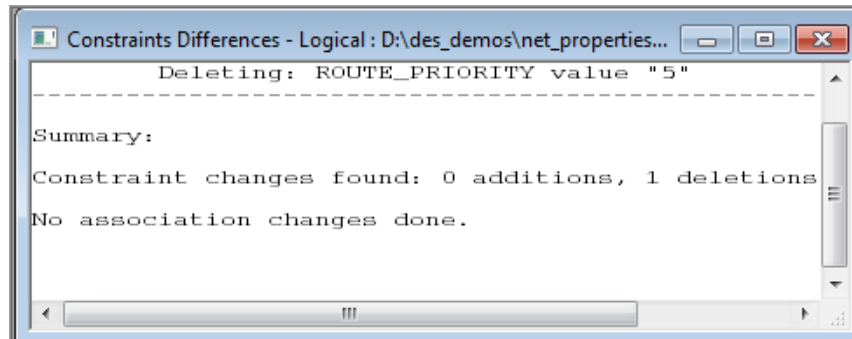 Constraints Differences - Logical : D:\des_demos\net_properties...
Deleting: ROUTE_PRIORITY value "5"
--------------------------------------------------
Summary:
Constraint changes found: 0 additions, 1 deletions
No association changes done.